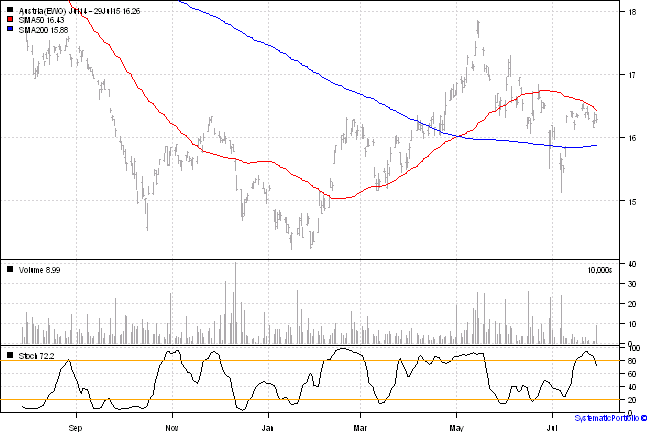 Austria(EWO) Jul14 - 29Jul15 16.26
SMA50 16.43
SMA200 15.88
18
17
16
15
Volume 8.99
10,000s
40
30
20
10
0
Stoch 72.2
100
80
60
40
20
0
Sep
Nov
Jan
Mar
May
Jul
SystematicPortfolio ©